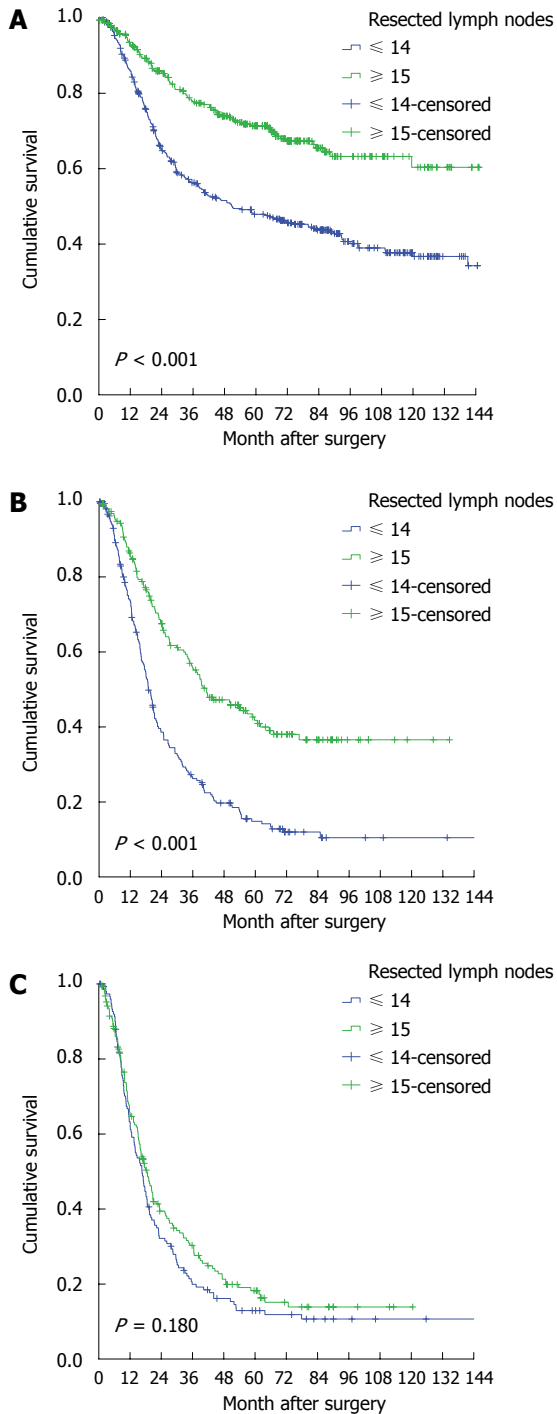 A
Resected lymph nodes
≤ 14
≥ 15
≤ 14-censored
≥ 15-censored
Cumulative survival
1.0
0.8
0.6
0.4
0.2
0.0
P < 0.001
0 12 24 36 48 60 72 84 96 108 120 132 144
Month after surgery
B
Resected lymph nodes
≤ 14
≥ 15
≤ 14-censored
≥ 15-censored
Cumulative survival
1.0
0.8
0.6
0.4
0.2
0.0
P < 0.001
0 12 24 36 48 60 72 84 96 108 120 132 144
Month after surgery
C
Resected lymph nodes
≤ 14
≥ 15
≤ 14-censored
≥ 15-censored
Cumulative survival
1.0
0.8
0.6
0.4
0.2
0.0
P = 0.180
0 12 24 36 48 60 72 84 96 108 120 132 144
Month after surgery